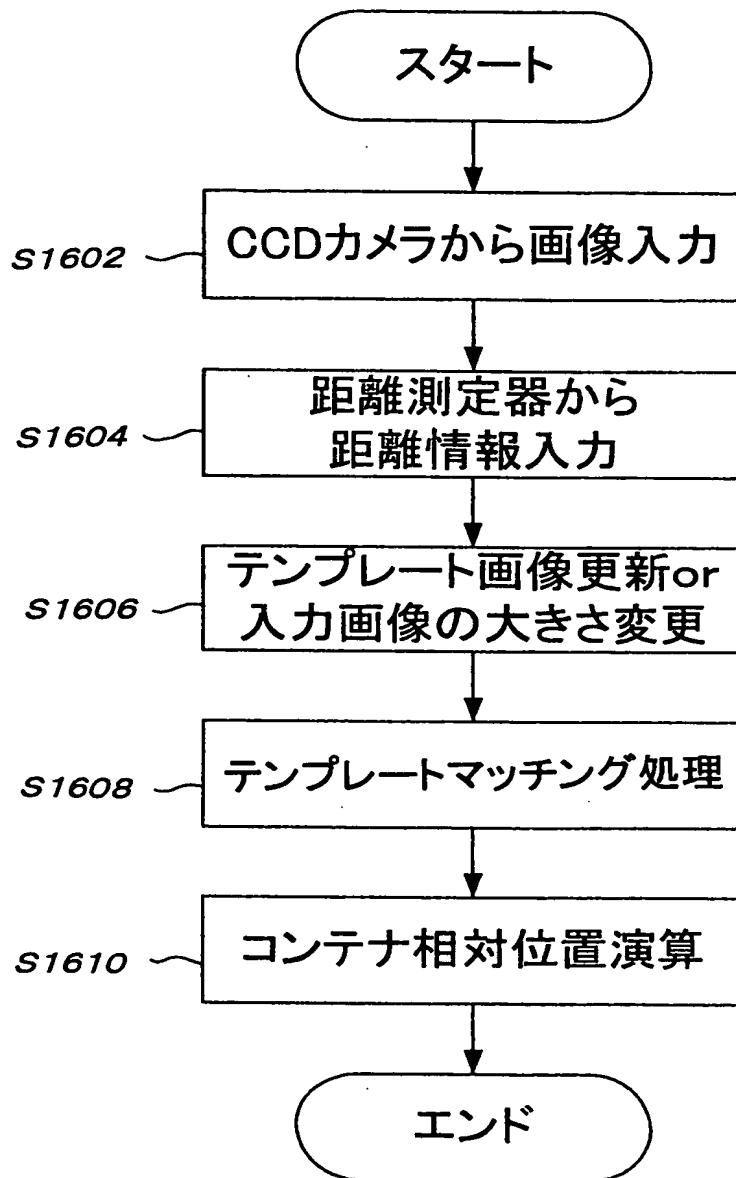 スタート
S1602
CCDカメラから画像入力
S1604
距離測定器から
距離情報入力
S1606
テンプレート画像更新or
入力画像の大きさ変更
S1608
テンプレートマッチング処理
S1610
コンテナ相対位置演算
エンド